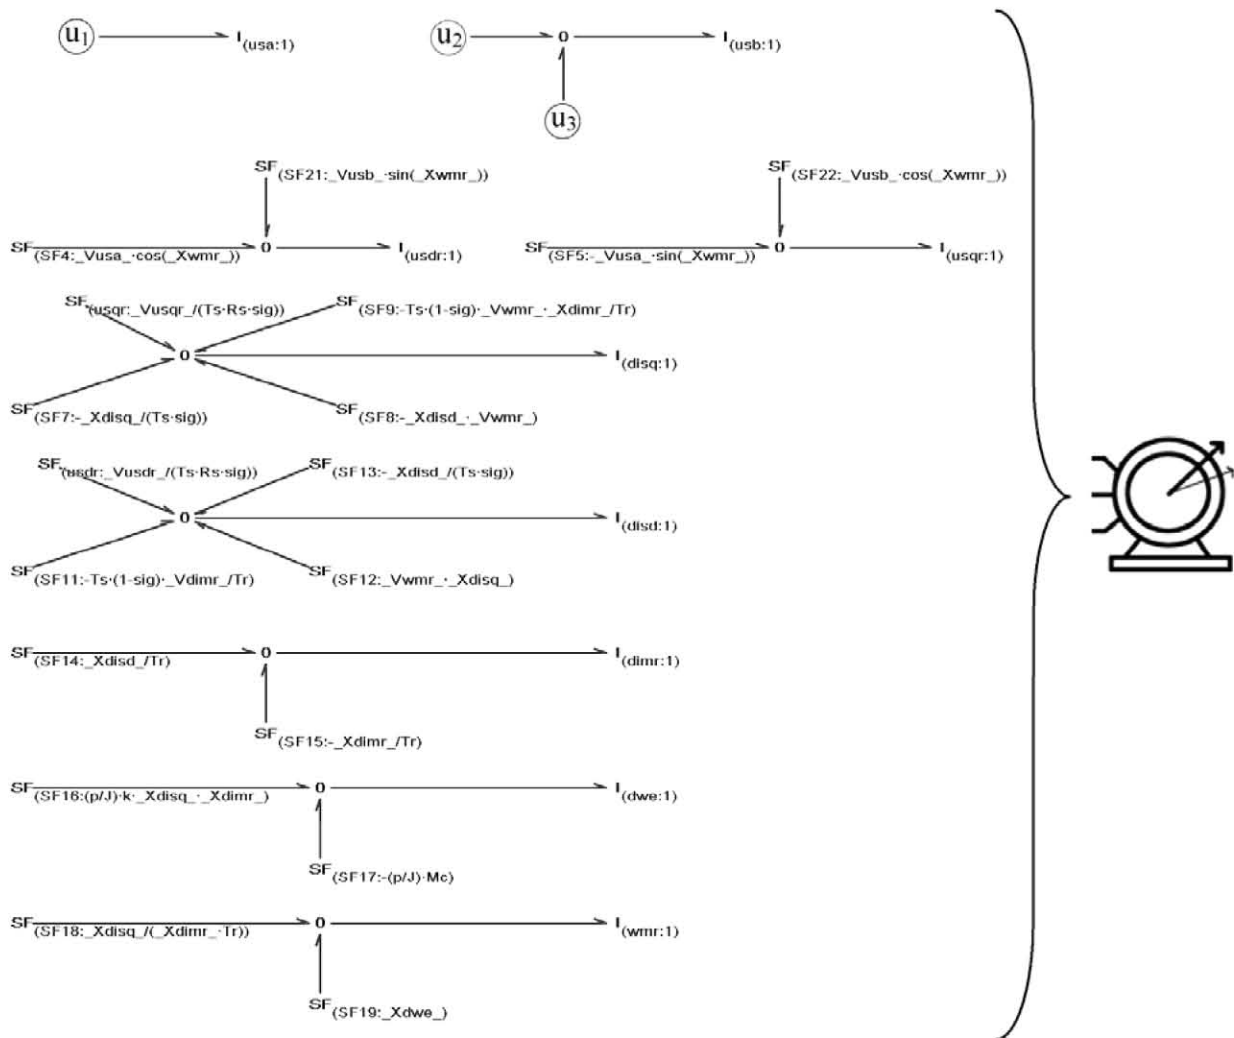 u1 I(usa:1) u2 0 I(usb:1)
u3
SF(SF21:_Vusb_·sin(_Xwmr_)) SF(SF22:_Vusb_·cos(_Xwmr_))
SF(SF4:_Vusa_·cos(_Xwmr_)) 0 I(usdr:1) SF(SF5:-_Vusa_·sin(_Xwmr_)) 0 I(usqr:1)
SF(usqr:_Vusqr_/(Ts·Rs·sig)) SF(SF9:-Ts·(1-sig)·_Vwmr_·_Xdimr_/Tr)
0 I(disq:1)
SF(SF7:-_Xdisq_/(Ts·sig)) SF(SF8:-_Xdisd_·_Vwmr_)
SF(usdr:_Vusdr_/(Ts·Rs·sig)) SF(SF13:-_Xdisd_/(Ts·sig))
0 I(disd:1)
SF(SF11:-Ts·(1-sig)·_Vdimr_/Tr) SF(SF12:_Vwmr_·_Xdisq_)
SF(SF14:_Xdisd_/Tr) 0 I(dimr:1)
SF(SF15:-_Xdimr_/Tr)
SF(SF16:(p/J)·k·_Xdisq_·_Xdimr_) 0 I(dwe:1)
SF(SF17:-(p/J)·Mc)
SF(SF18:_Xdisq_/(_Xdimr_·Tr)) 0 I(wmr:1)
SF(SF19:_Xdwe_)